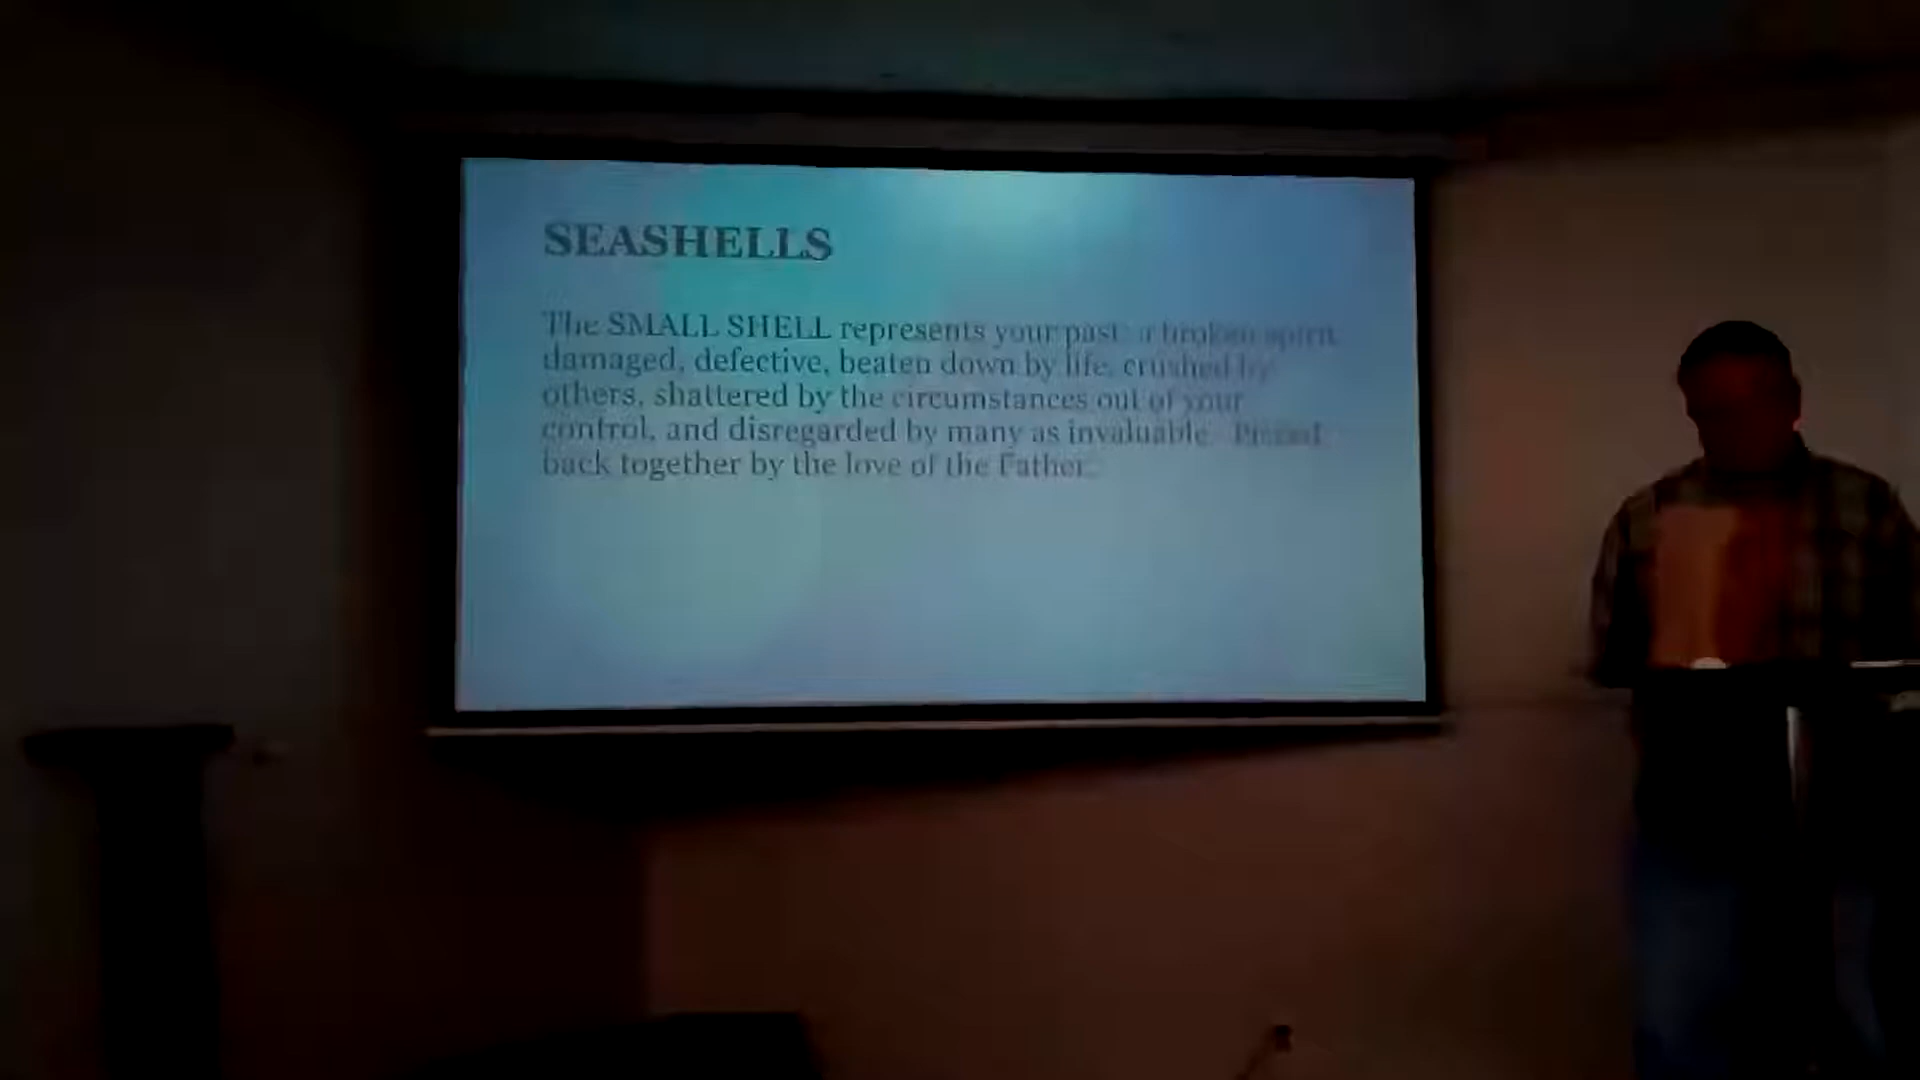 SEASHELLS
The SMALL SHELL represents your past: a broken spirit,
damaged, defective, beaten down by life, crushed by
others, shattered by the circumstances out of your
control, and disregarded by many as invaluable. Pieced
back together by the love of the Father.